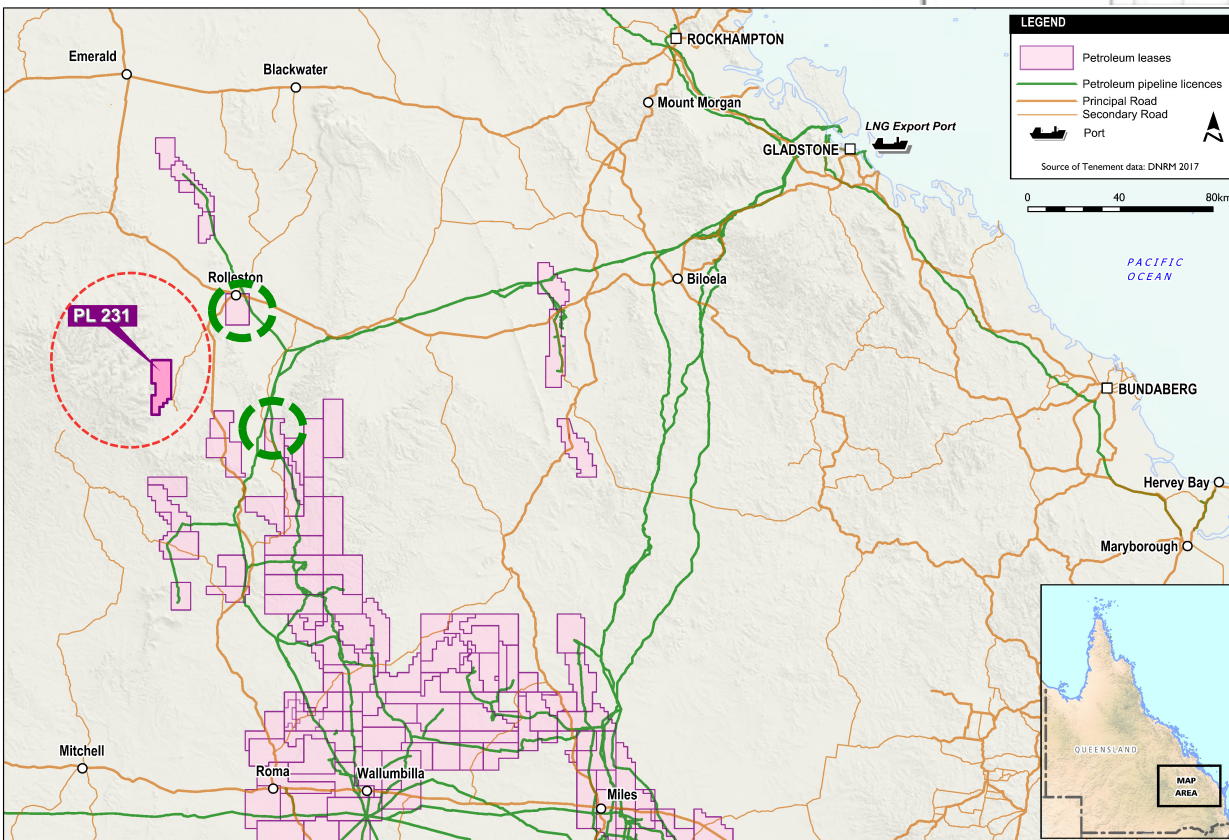 LEGEND
Petroleum leases
Petroleum pipeline licences
Principal Road
Secondary Road
Port
Source of Tenement data: DNRM 2017
0 40 80km
ROCKHAMPTON
Emerald
Blackwater
Mount Morgan
LNG Export Port
GLADSTONE
PACIFIC
OCEAN
Rolleston
Biloela
PL 231
BUNDABERG
Hervey Bay
Maryborough
QUEENSLAND
MAP
AREA
Mitchell
Roma
Wallumbilla
Miles